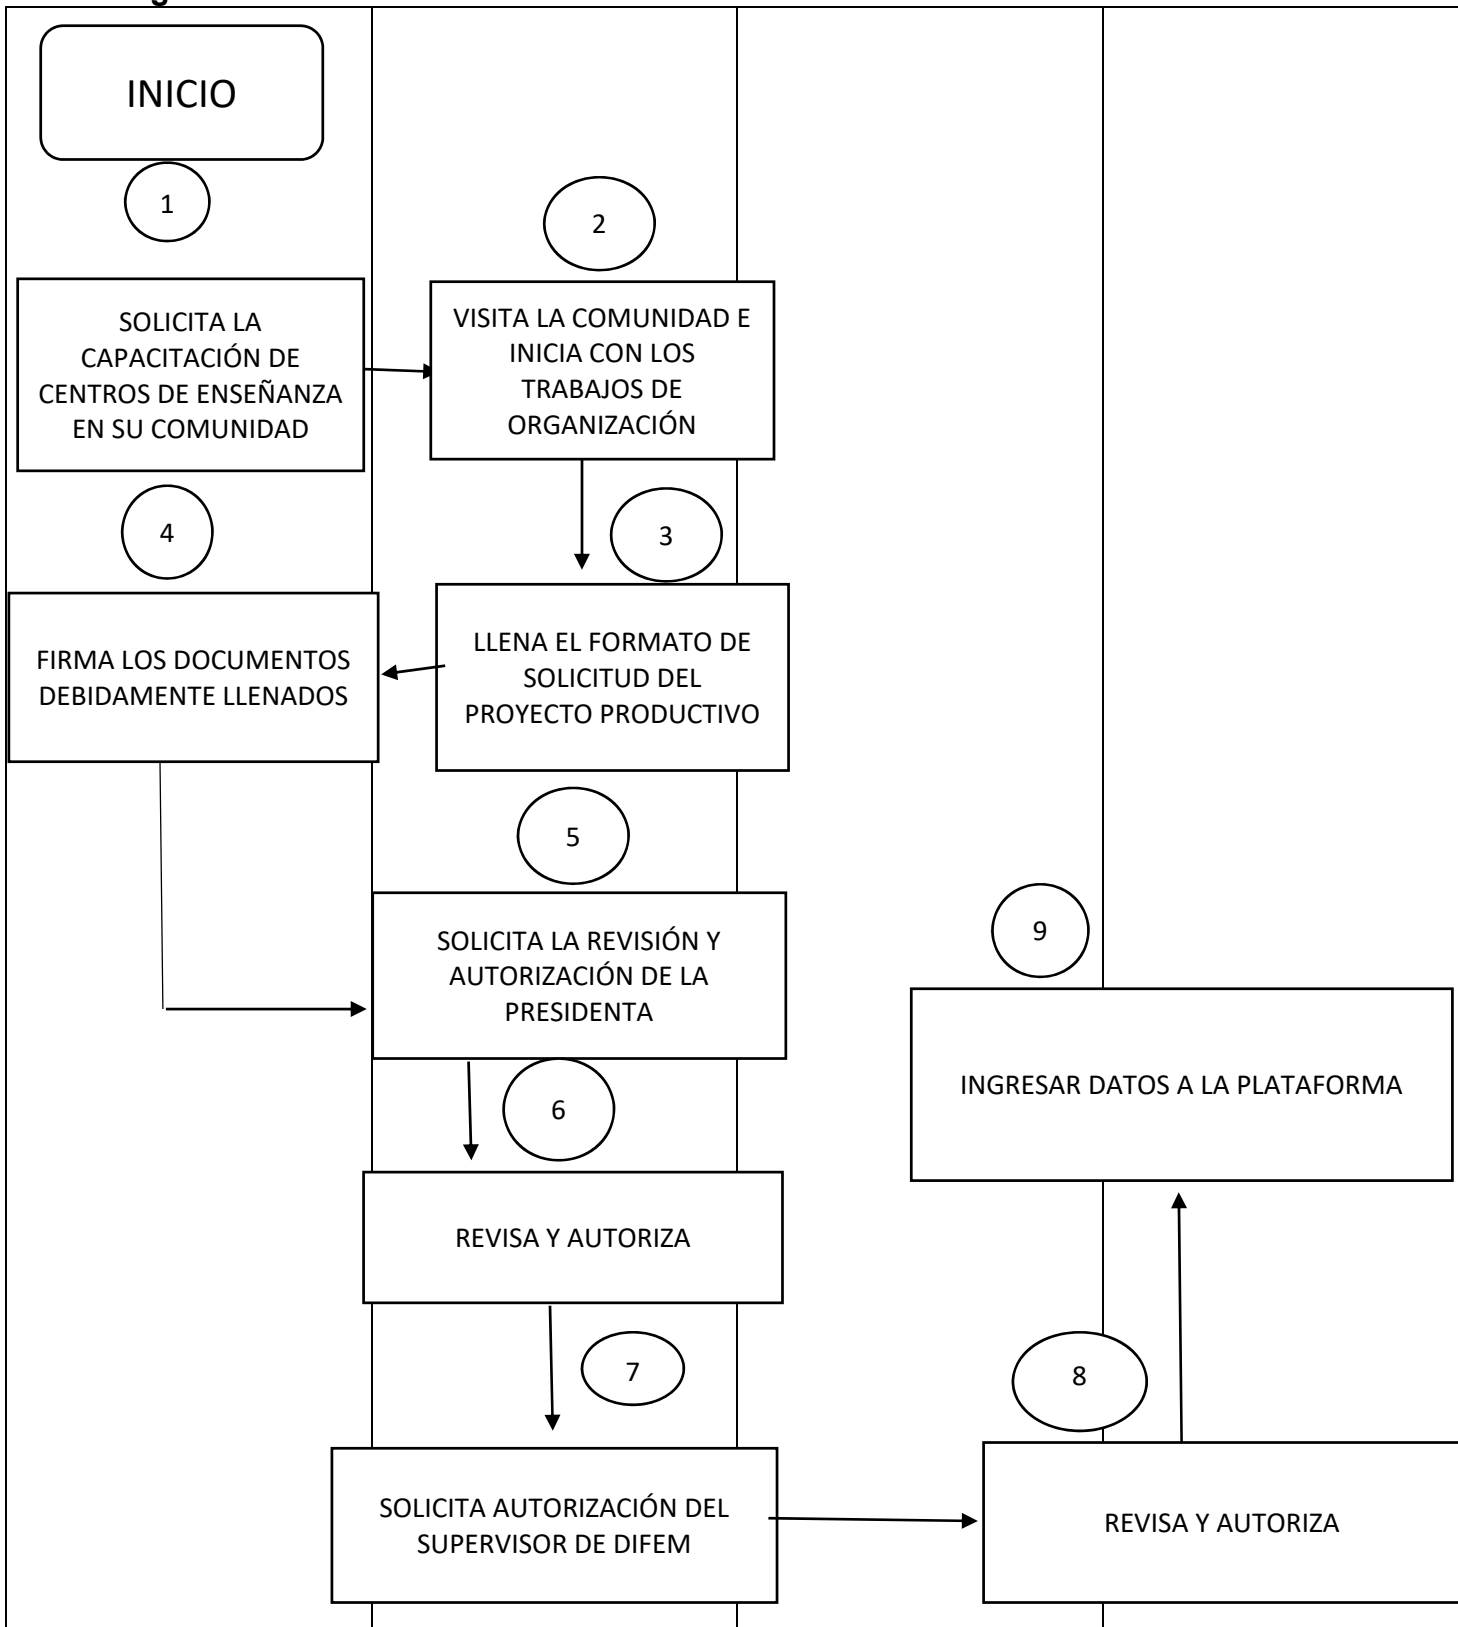 INICIO
1
SOLICITA LA
CAPACITACIÓN DE
CENTROS DE ENSEÑANZA
EN SU COMUNIDAD
2
VISITA LA COMUNIDAD E
INICIA CON LOS
TRABAJOS DE
ORGANIZACIÓN
3
LLENA EL FORMATO DE
SOLICITUD DEL
PROYECTO PRODUCTIVO
4
FIRMA LOS DOCUMENTOS
DEBIDAMENTE LLENADOS
5
SOLICITA LA REVISIÓN Y
AUTORIZACIÓN DE LA
PRESIDENTA
6
REVISA Y AUTORIZA
7
SOLICITA AUTORIZACIÓN DEL
SUPERVISOR DE DIFEM
8
REVISA Y AUTORIZA
9
INGRESAR DATOS A LA PLATAFORMA